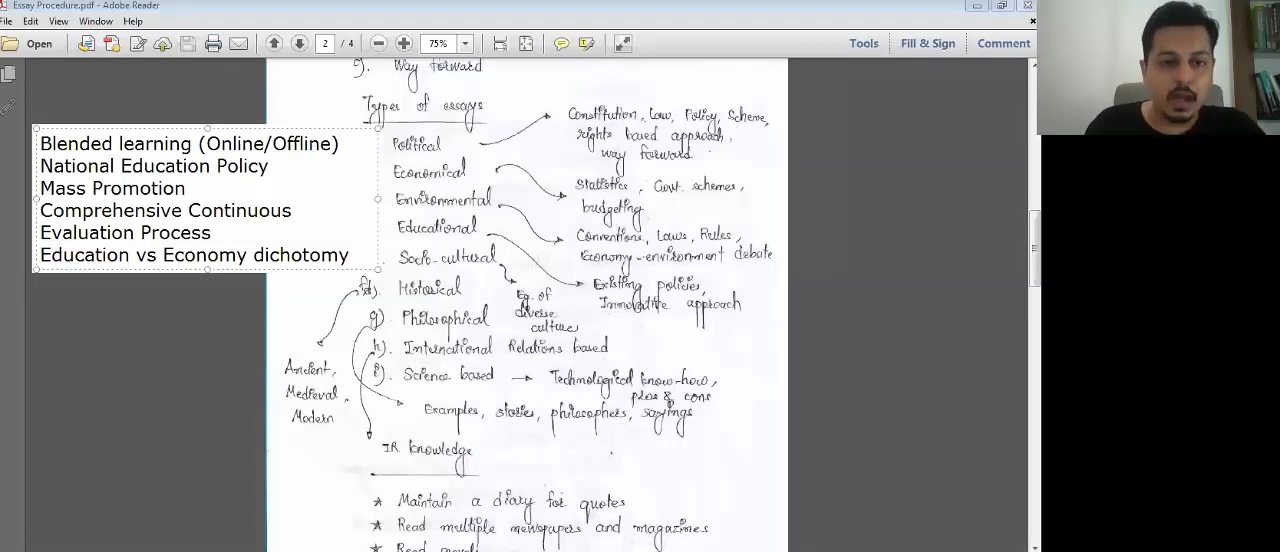 Essay Procedure.pdf - Adobe Reader
File Edit View Window Help
Open 2 / 4 75% Tools Fill & Sign Comment
Way forward
Types of essays
Political
Constitution, Law, Policy, Scheme,
rights based approach,
way forward
Economical
Statistics, Govt. schemes,
budgeting
Environmental
Conventions, Laws, Rules,
Economy-environment debate
Educational
Existing policies,
Innovative approach
Socio-cultural
Eg. of
diverse
culture
Historical
Ancient,
Medieval,
Modern
g). Philosophical
h). International Relations based
i). Science based → Technological know-how,
pros & cons
Examples, stories, philosophers, sayings
IR knowledge
* Maintain a diary for quotes
* Read multiple newspapers and magazines
* Read
Blended learning (Online/Offline)
National Education Policy
Mass Promotion
Comprehensive Continuous
Evaluation Process
Education vs Economy dichotomy